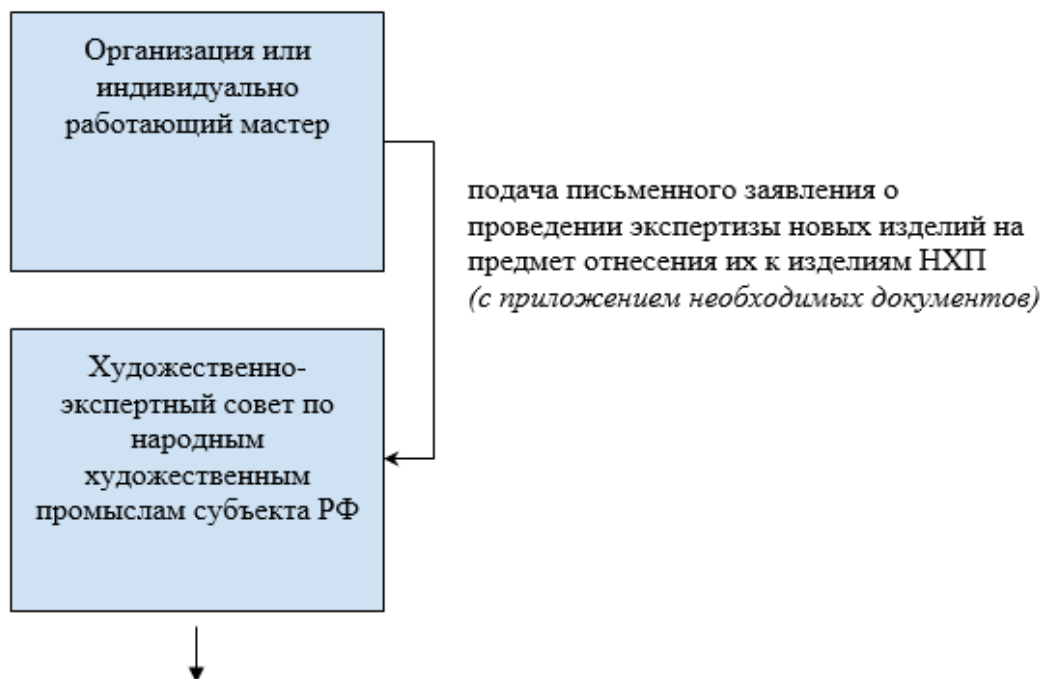 Организация или
индивидуально
работающий мастер
подача письменного заявления о
проведении экспертизы новых изделий на
предмет отнесения их к изделиям НХП
(с приложением необходимых документов)
Художественно-
экспертный совет по
народным
художественным
промыслам субъекта РФ